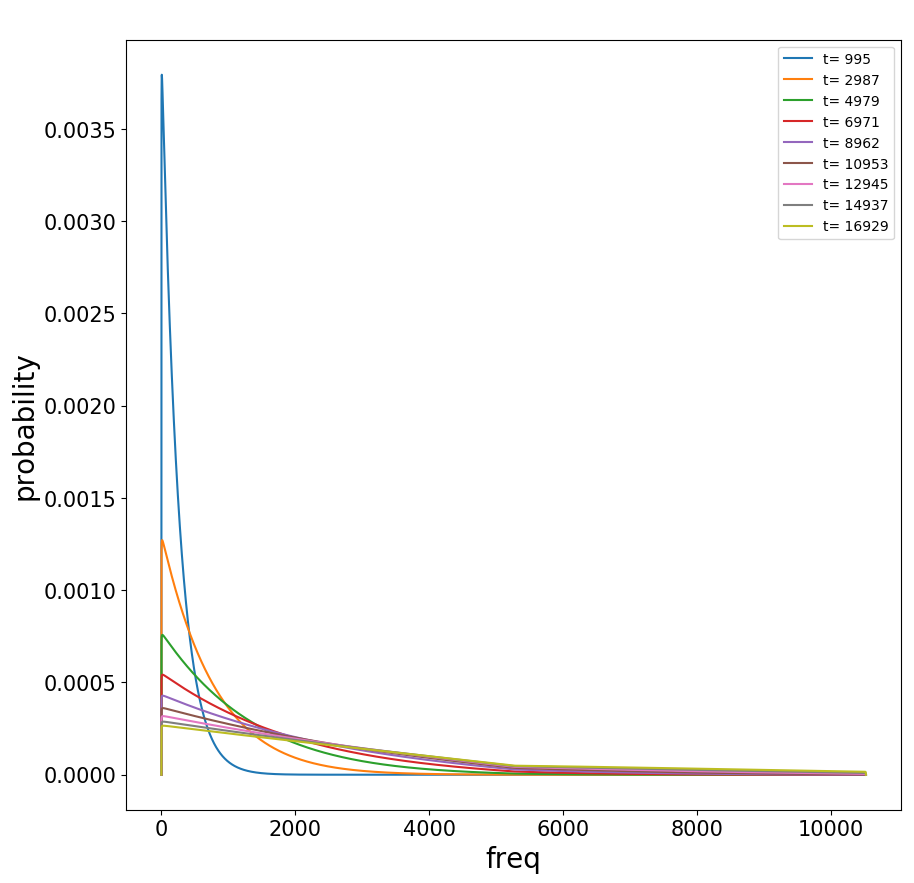 t= 995
t= 2987
t= 4979
t= 6971
t= 8962
t= 10953
t= 12945
t= 14937
t= 16929
probability
0.0035
0.0030
0.0025
0.0020
0.0015
0.0010
0.0005
0.0000
0 2000 4000 6000 8000 10000
freq